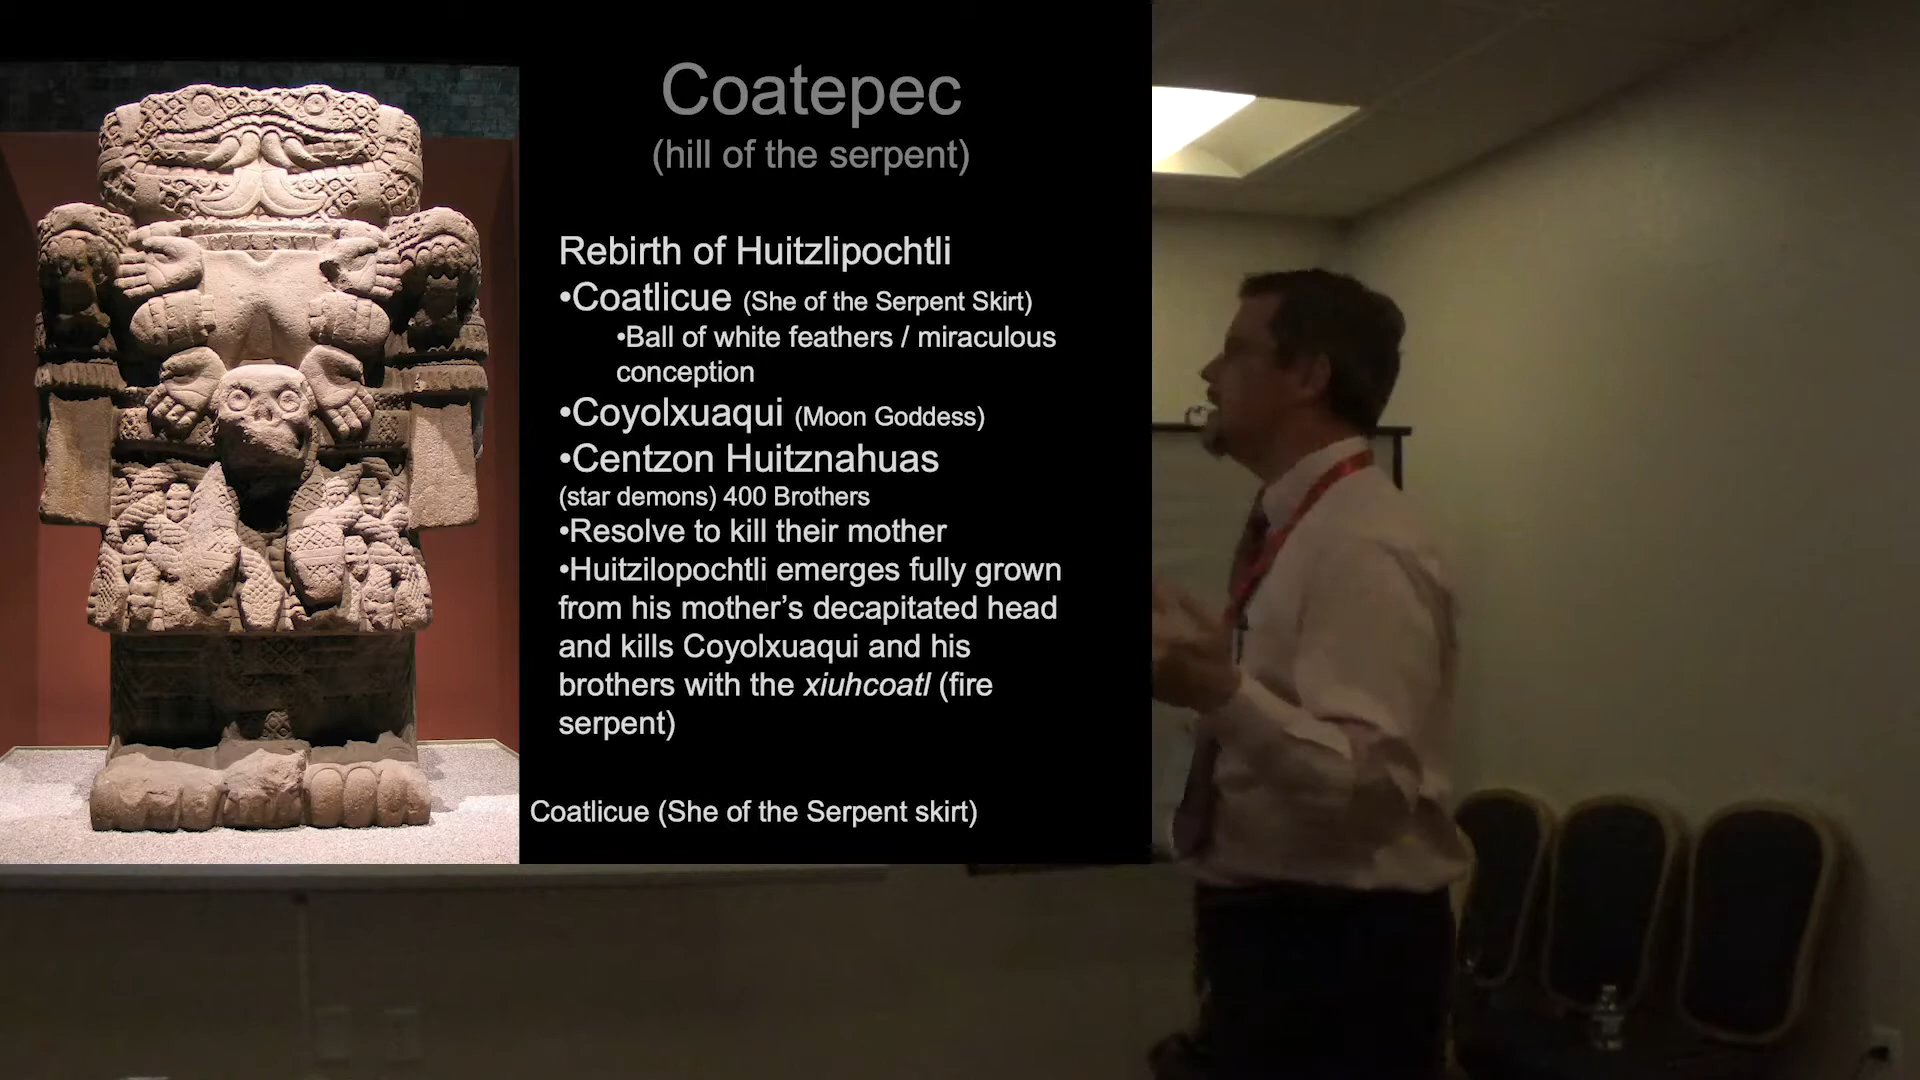 Coatepec
(hill of the serpent)
Rebirth of Huitzlipochtli
•Coatlicue (She of the Serpent Skirt)
•Ball of white feathers / miraculous
conception
•Coyolxuaqui (Moon Goddess)
•Centzon Huitznahuas
(star demons) 400 Brothers
•Resolve to kill their mother
•Huitzilopochtli emerges fully grown
from his mother’s decapitated head
and kills Coyolxuaqui and his
brothers with the xiuhcoatl (fire
serpent)
Coatlicue (She of the Serpent skirt)